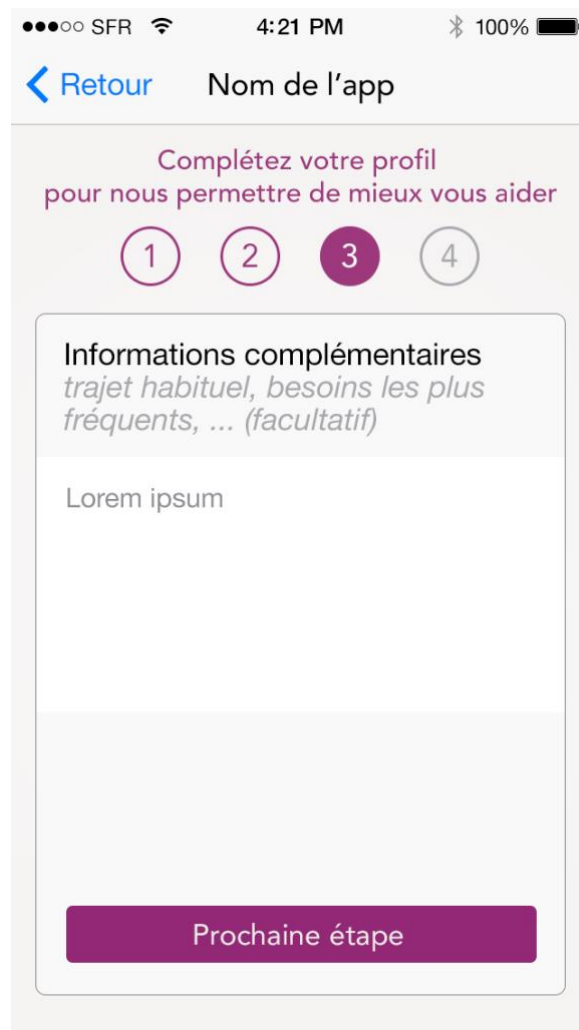 SFR 4:21 PM 100%
Retour Nom de l’app
Complétez votre profil
pour nous permettre de mieux vous aider
1 2 3 4
Informations complémentaires
trajet habituel, besoins les plus
fréquents, ... (facultatif)
Lorem ipsum
Prochaine étape